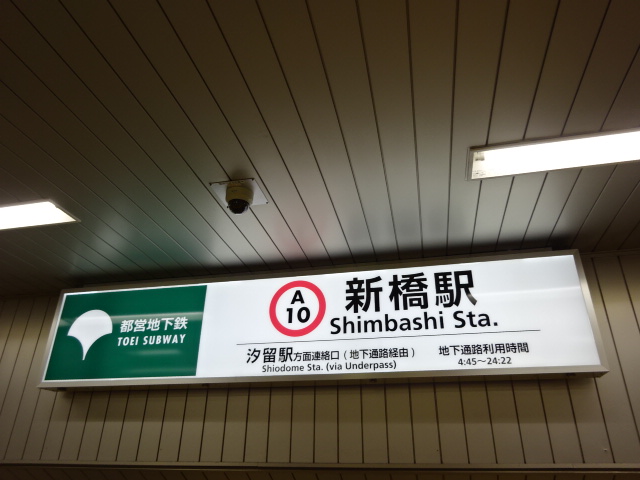 都営地下鉄
TOEI SUBWAY
A
10
新橋駅
Shimbashi Sta.
汐留駅方面連絡口(地下通路経由)
Shiodome Sta. (via Underpass)
地下通路利用時間
4:45〜24:22